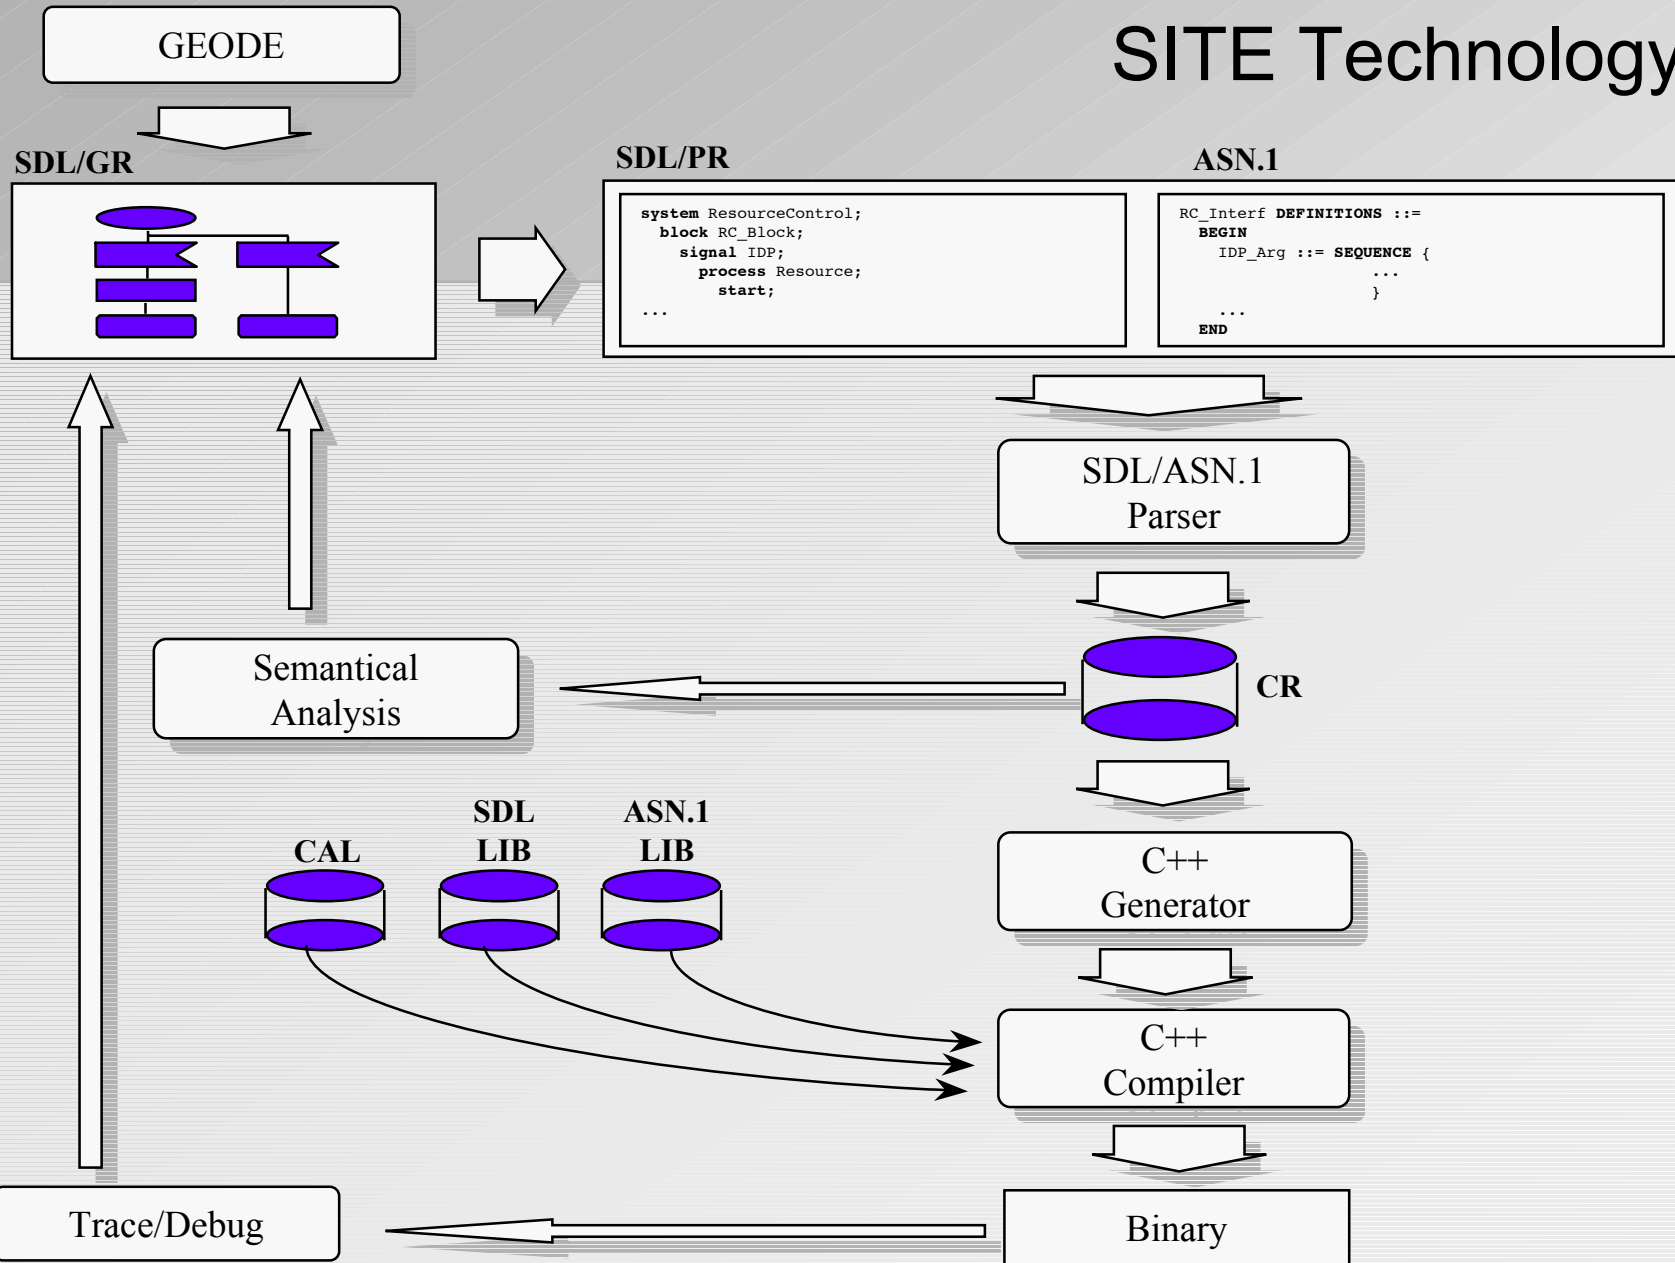 SITE Technology
GEODE
SDL/GR
SDL/PR
ASN.1
system ResourceControl;
block RC_Block;
signal IDP;
process Resource;
start;
...
RC_Interf DEFINITIONS ::=
BEGIN
IDP_Arg ::= SEQUENCE {
...
}
...
END
SDL/ASN.1
Parser
Semantical
Analysis
CR
CAL
SDL
LIB
ASN.1
LIB
C++
Generator
C++
Compiler
Trace/Debug
Binary